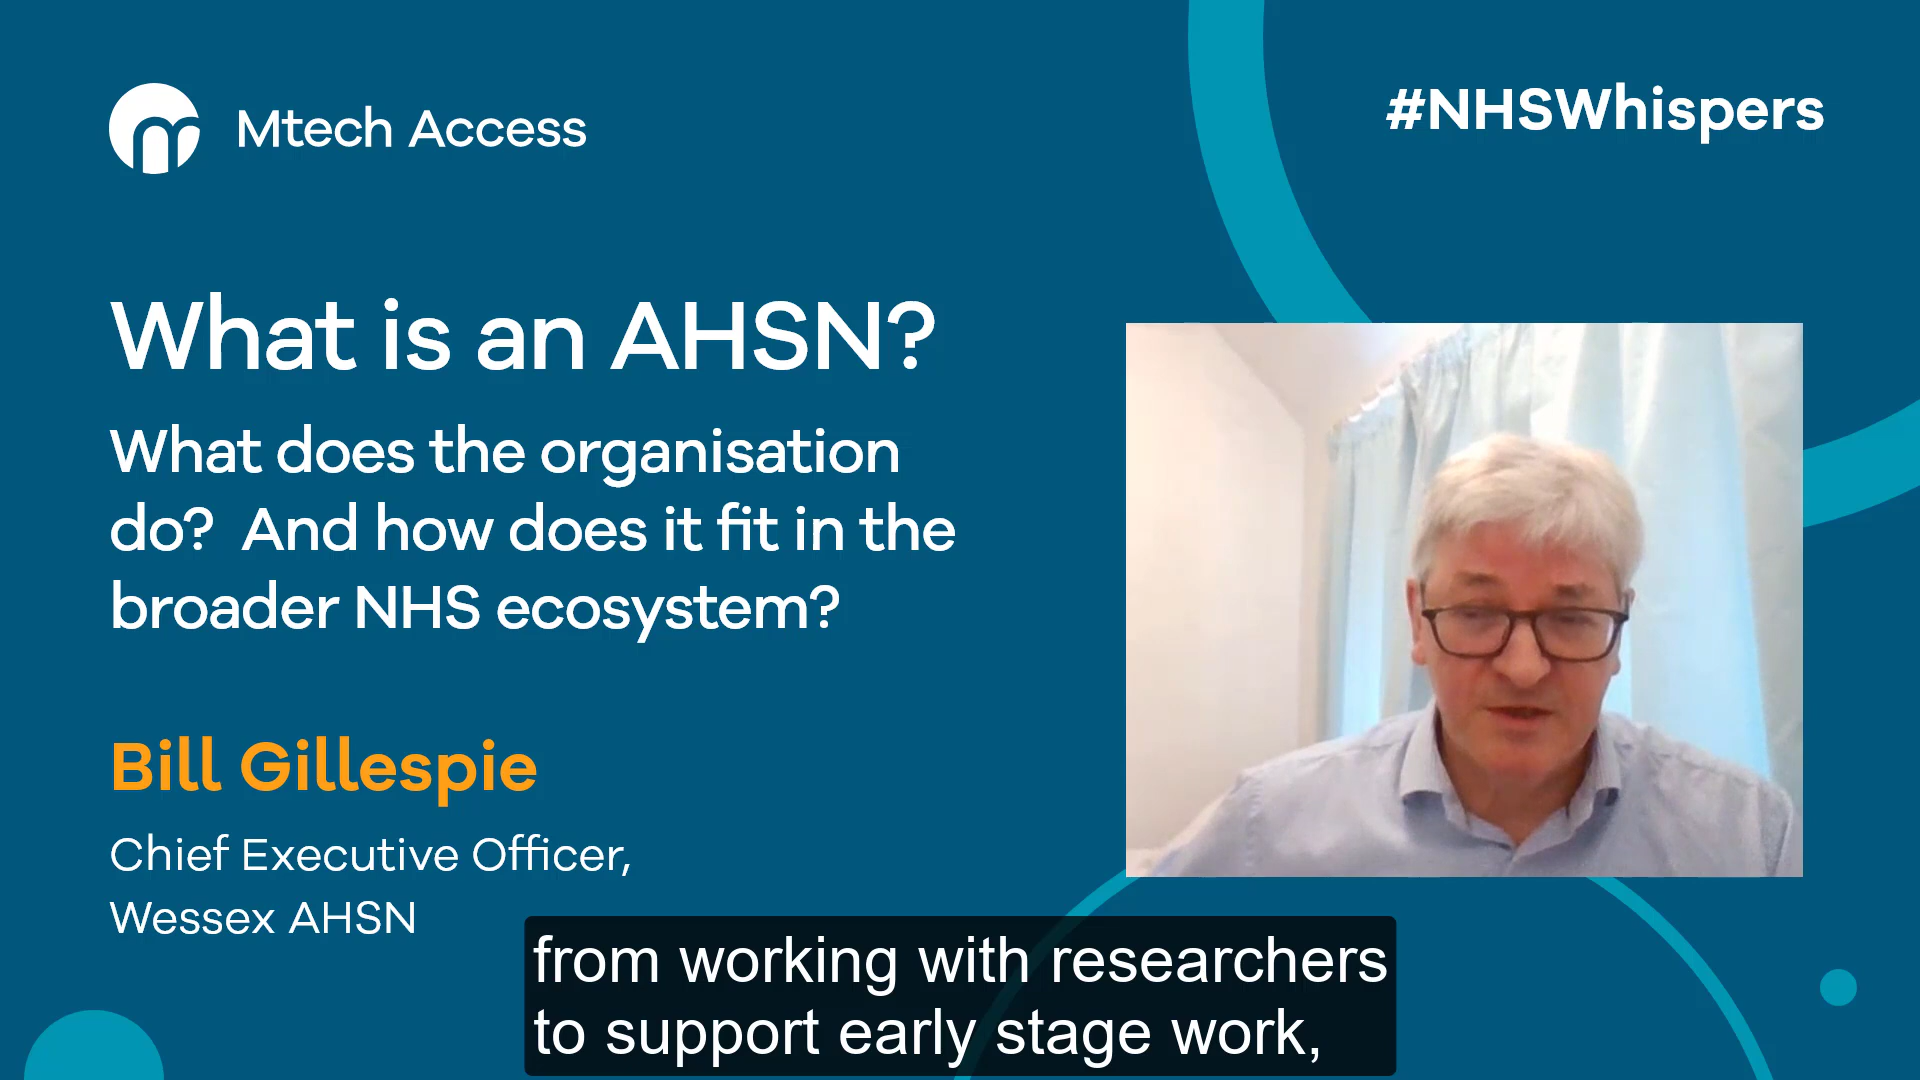 Mtech Access
#NHSWhispers
What is an AHSN?
What does the organisation
do? And how does it fit in the
broader NHS ecosystem?
Bill Gillespie
Chief Executive Officer,
Wessex AHSN
from working with researchers
to support early stage work,